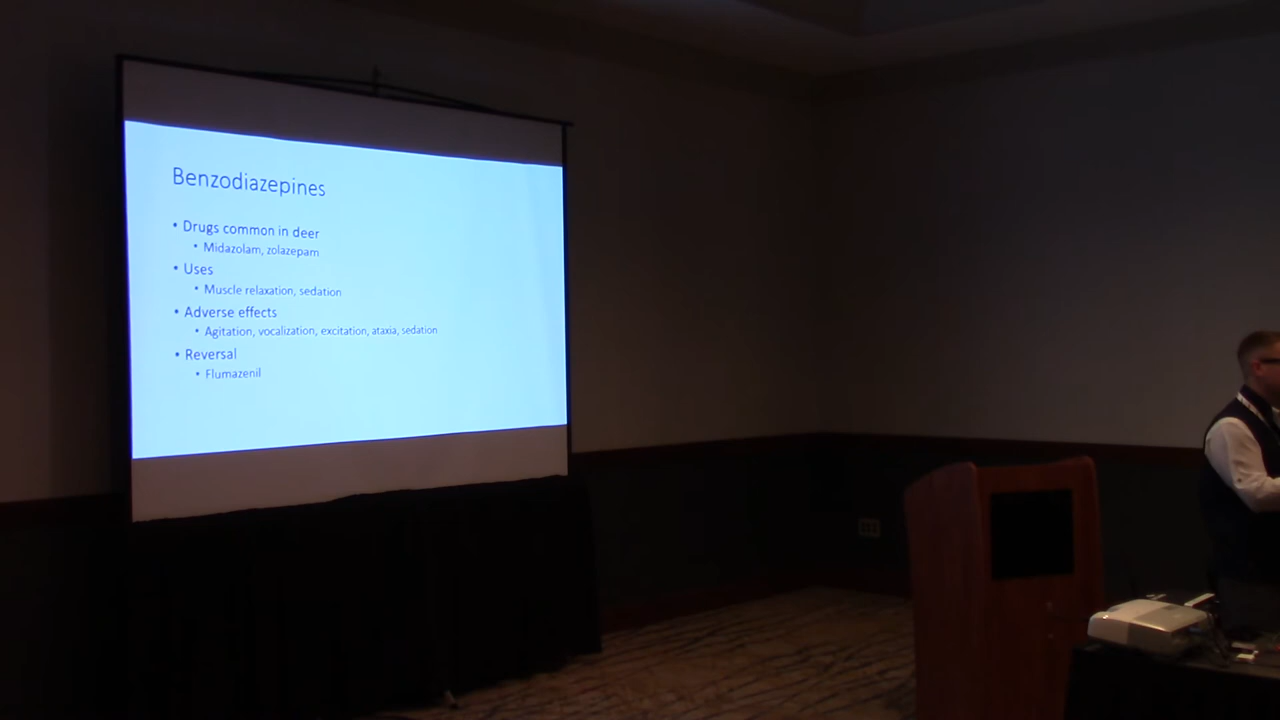 Benzodiazepines
• Drugs common in deer
• Midazolam, zolazepam
• Uses
• Muscle relaxation, sedation
• Adverse effects
• Agitation, vocalization, excitation, ataxia, sedation
• Reversal
• Flumazenil